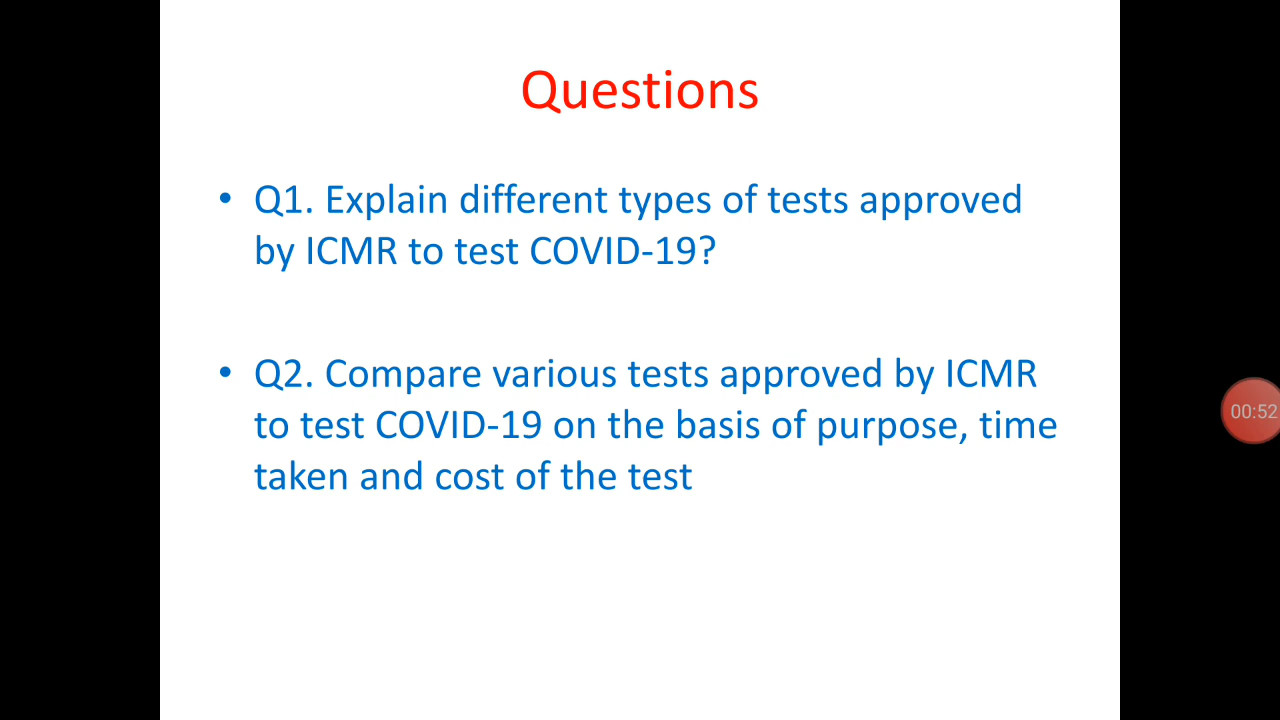 Questions
• Q1. Explain different types of tests approved
by ICMR to test COVID-19?
• Q2. Compare various tests approved by ICMR
to test COVID-19 on the basis of purpose, time
taken and cost of the test
00:52